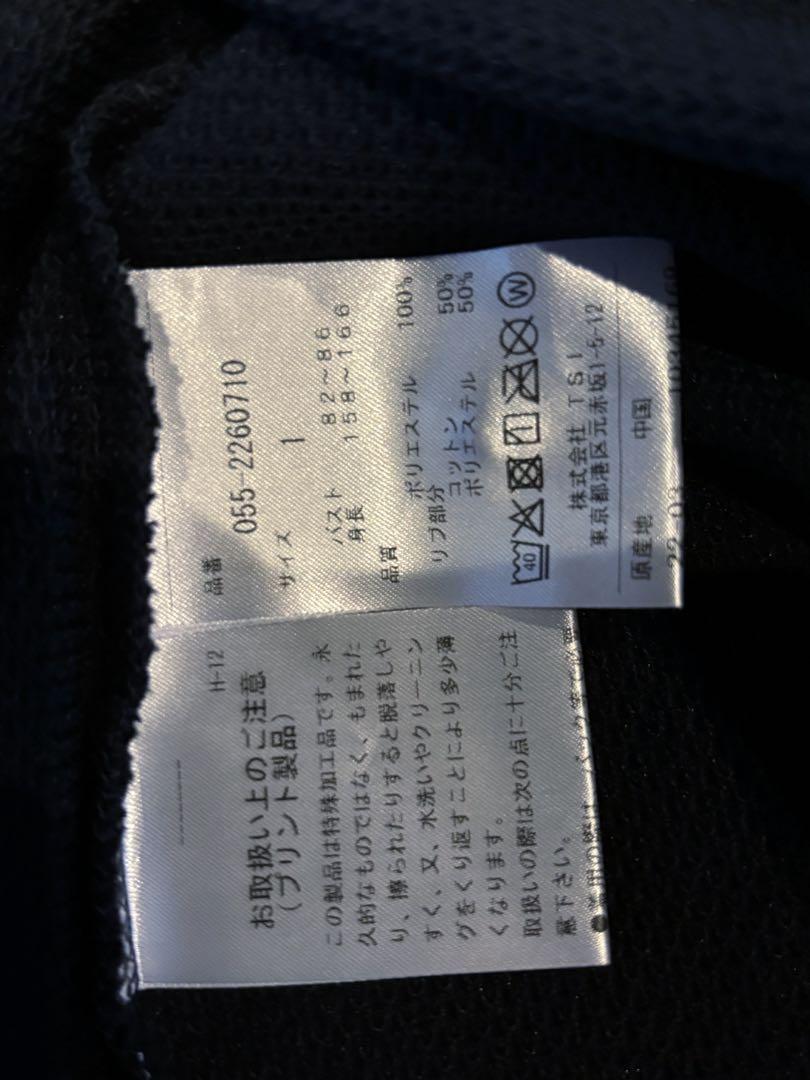 品番
055-2260710
サイズ
1
バスト 82～86
身長 158～166
品質
ポリエステル 100%
リブ部分
コットン 50%
ポリエステル 50%
40
1
W
株式会社 TSI
東京都港区元赤坂1-5-12
原産地 中国
H-12
お取扱い上のご注意
(プリント製品)
この製品は特殊加工品です。永
久的なものではなく、もまれた
り、擦られたりすると脱落しや
すく、又、水洗いやクリーニン
グをくり返すことにより多少薄
くなります。
取扱いの際は次の点に十分ご注
意下さい。